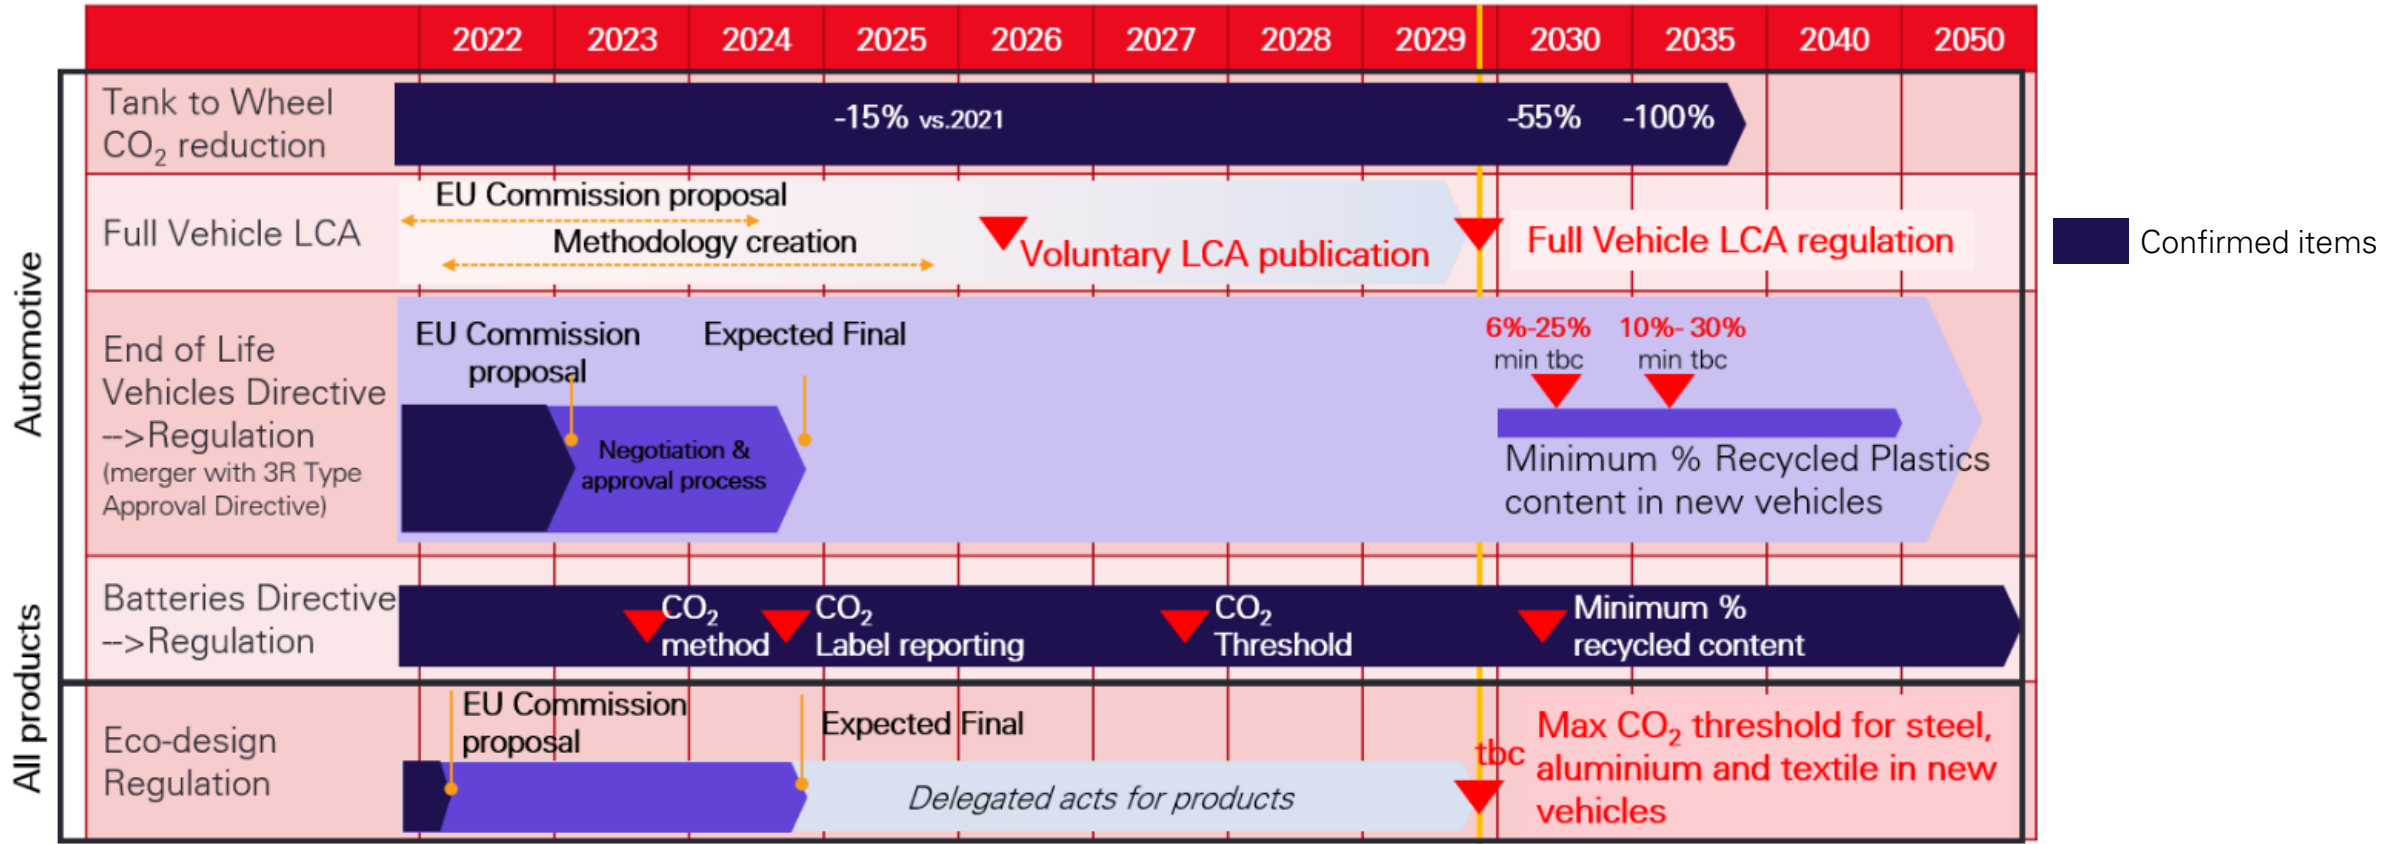 2022 2023 2024 2025 2026 2027 2028 2029 2030 2035 2040 2050
Automotive
All products
Tank to Wheel
CO₂ reduction
-15% vs.2021
-55%
-100%
Full Vehicle LCA
EU Commission proposal
Methodology creation
Voluntary LCA publication
Full Vehicle LCA regulation
Confirmed items
End of Life
Vehicles Directive
-->Regulation
(merger with 3R Type
Approval Directive)
EU Commission
proposal
Expected Final
Negotiation &
approval process
6%-25%
min tbc
10%- 30%
min tbc
Minimum % Recycled Plastics
content in new vehicles
Batteries Directive
-->Regulation
CO₂
method
CO₂
Label reporting
CO₂
Threshold
Minimum %
recycled content
Eco-design
Regulation
EU Commission
proposal
Expected Final
Delegated acts for products
tbc
Max CO₂ threshold for steel,
aluminium and textile in new
vehicles